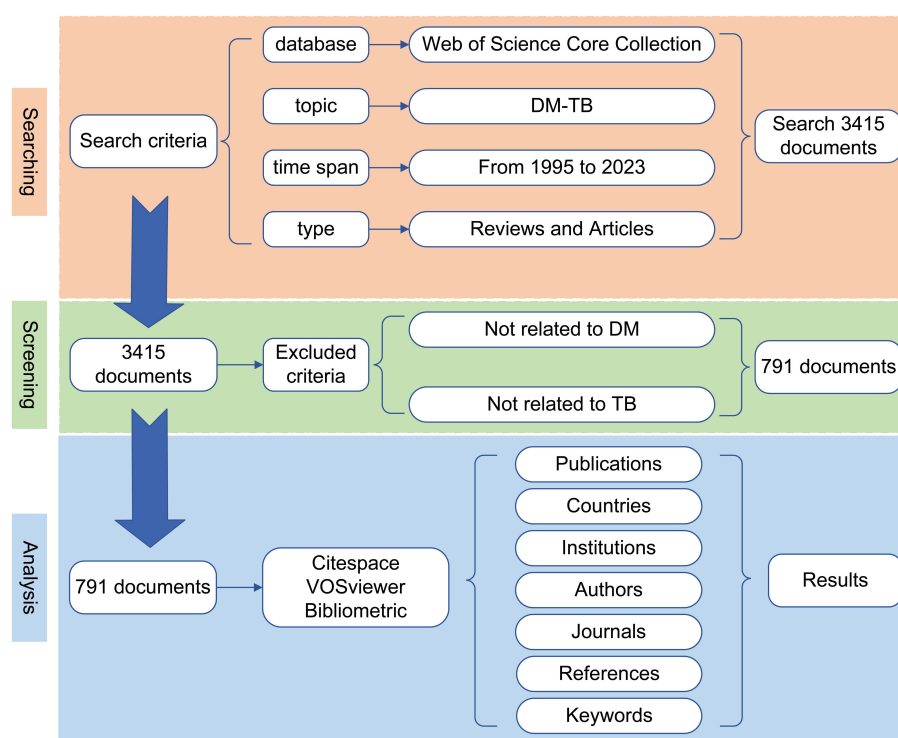 Searching
Search criteria
database
Web of Science Core Collection
topic
DM-TB
time span
From 1995 to 2023
type
Reviews and Articles
Search 3415
documents
Screening
3415
documents
Excluded
criteria
Not related to DM
Not related to TB
791 documents
Analysis
791 documents
Citespace
VOSviewer
Bibliometric
Publications
Countries
Institutions
Authors
Journals
References
Keywords
Results